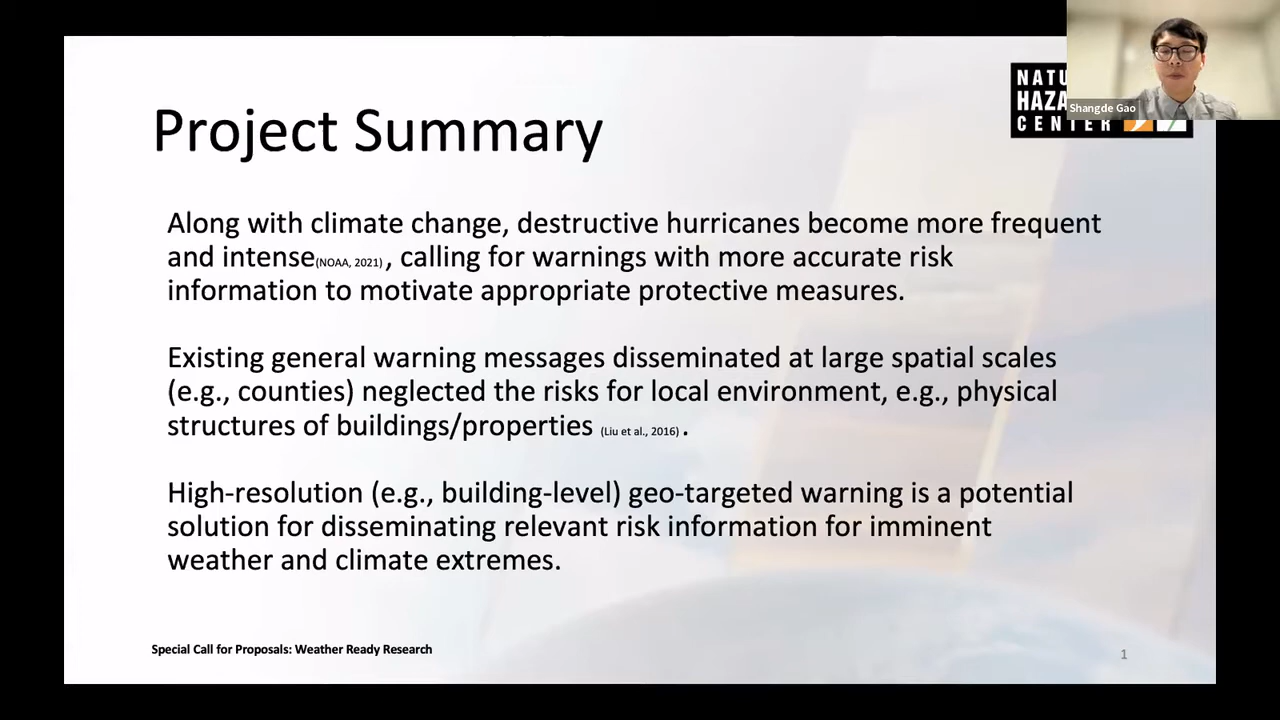 Project Summary
NATU
HAZA
CENTER
Shangde Gao
Along with climate change, destructive hurricanes become more frequent
and intense(NOAA, 2021), calling for warnings with more accurate risk
information to motivate appropriate protective measures.
Existing general warning messages disseminated at large spatial scales
(e.g., counties) neglected the risks for local environment, e.g., physical
structures of buildings/properties (Liu et al., 2016).
High-resolution (e.g., building-level) geo-targeted warning is a potential
solution for disseminating relevant risk information for imminent
weather and climate extremes.
Special Call for Proposals: Weather Ready Research
1